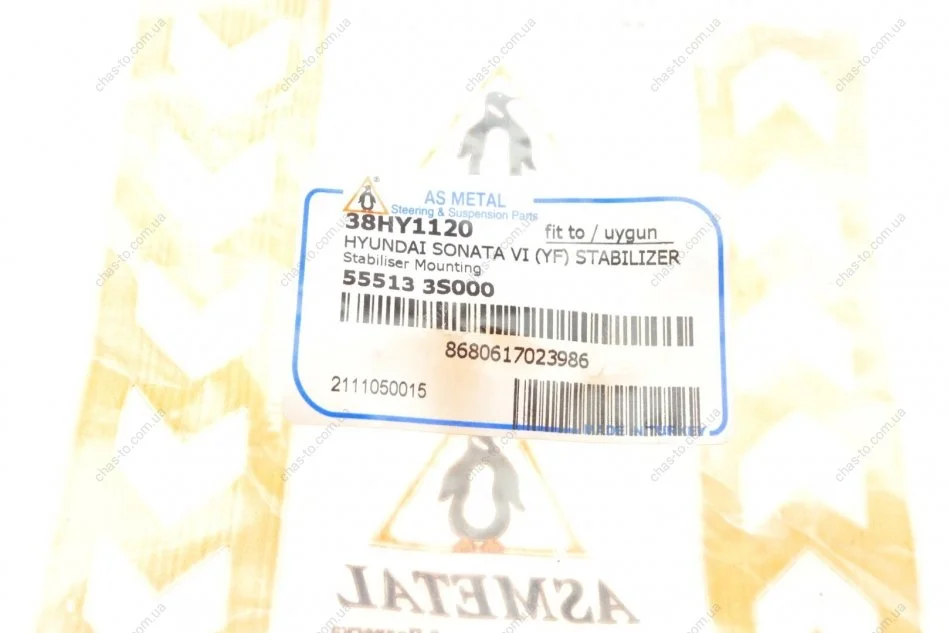 AS METAL
Steering & Suspension Parts
38HY1120
fit to / uygun
HYUNDAI SONATA VI (YF) STABILIZER
Stabiliser Mounting
55513 3S000
8680617023986
2111050015
MADE IN TURKEY
ASMETAL
chas-to.com.ua